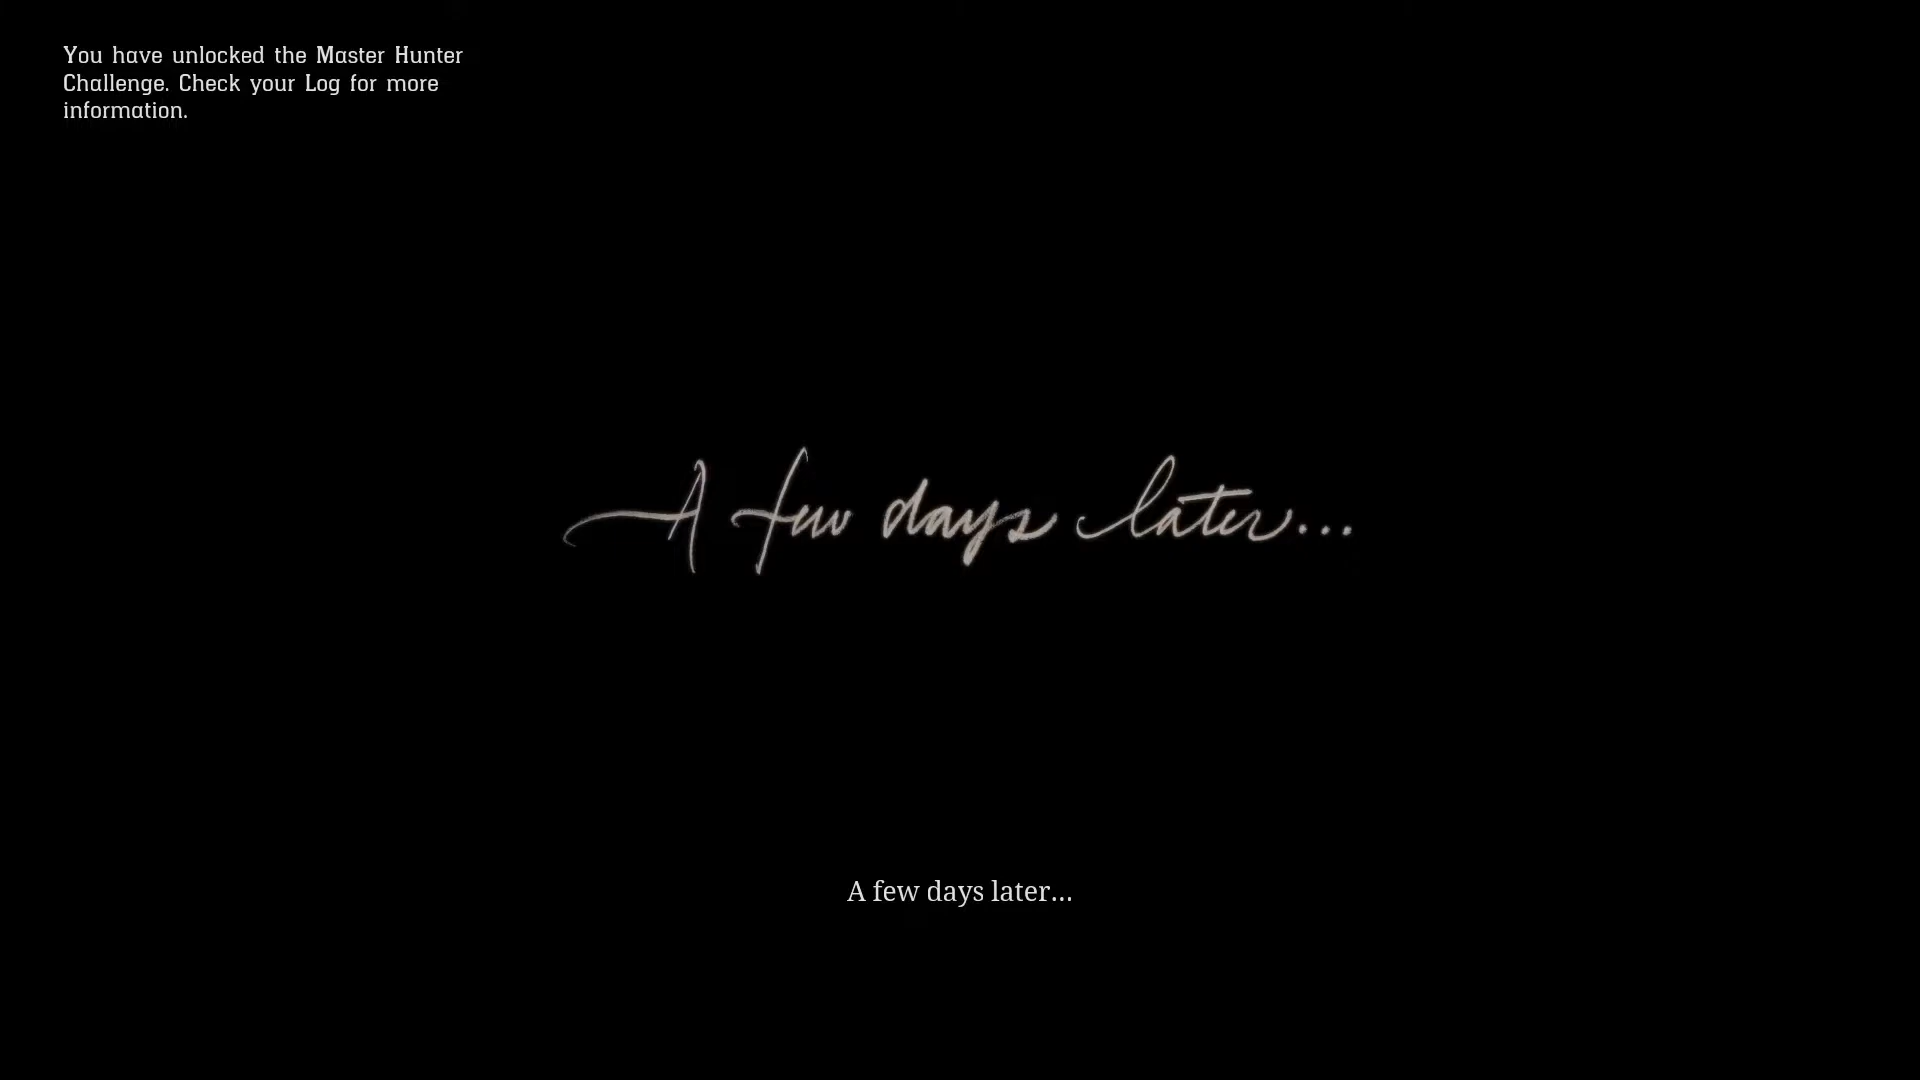 You have unlocked the Master Hunter
Challenge. Check your Log for more
information.
A few days later...
A few days later...